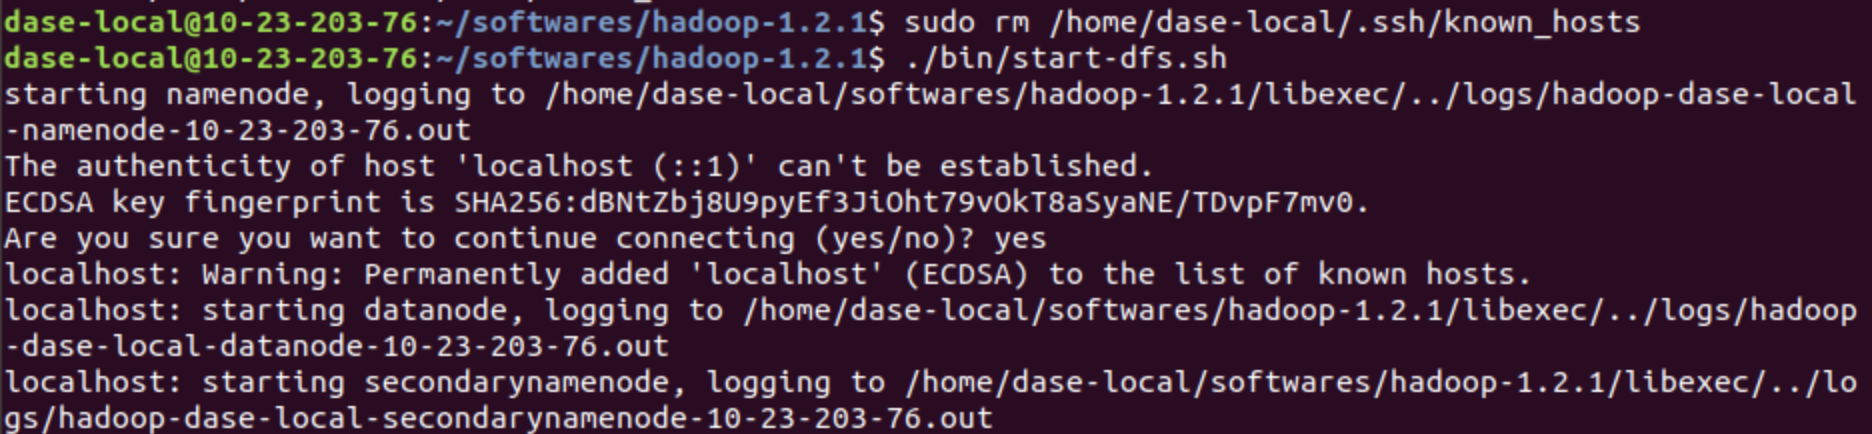 dase-local@10-23-203-76:~/softwares/hadoop-1.2.1$ sudo rm /home/dase-local/.ssh/known_hosts
dase-local@10-23-203-76:~/softwares/hadoop-1.2.1$ ./bin/start-dfs.sh
starting namenode, logging to /home/dase-local/softwares/hadoop-1.2.1/libexec/../logs/hadoop-dase-local
-namenode-10-23-203-76.out
The authenticity of host 'localhost (::1)' can't be established.
ECDSA key fingerprint is SHA256:dBNtZbj8U9pyEf3JiOht79vOkT8aSyaNE/TDvpF7mv0.
Are you sure you want to continue connecting (yes/no)? yes
localhost: Warning: Permanently added 'localhost' (ECDSA) to the list of known hosts.
localhost: starting datanode, logging to /home/dase-local/softwares/hadoop-1.2.1/libexec/../logs/hadoop
-dase-local-datanode-10-23-203-76.out
localhost: starting secondarynamenode, logging to /home/dase-local/softwares/hadoop-1.2.1/libexec/../lo
gs/hadoop-dase-local-secondarynamenode-10-23-203-76.out